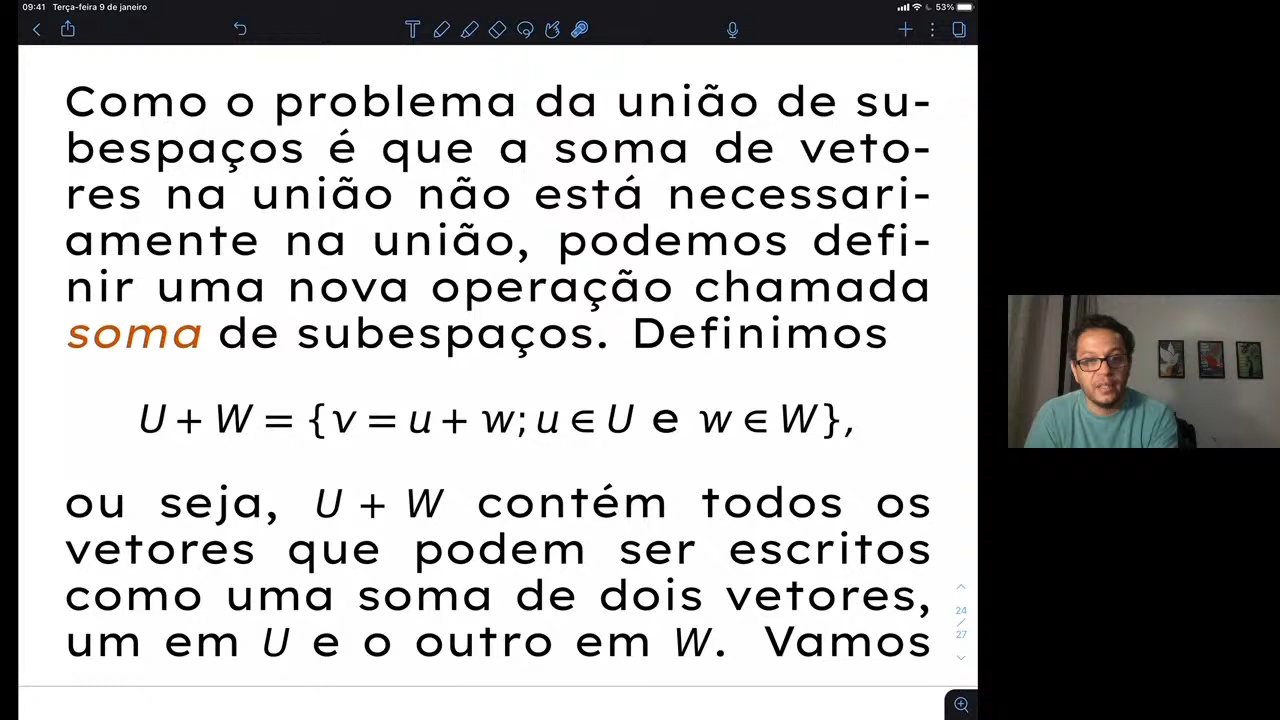 09:41 Terça-feira 9 de janeiro
53%
Como o problema da união de su-
bespaços é que a soma de veto-
res na união não está necessari-
amente na união, podemos defi-
nir uma nova operação chamada
soma de subespaços. Definimos
U + W = {v = u + w; u ∈ U e w ∈ W},
ou seja, U + W contém todos os
vetores que podem ser escritos
como uma soma de dois vetores,
um em U e o outro em W. Vamos
24
/
27